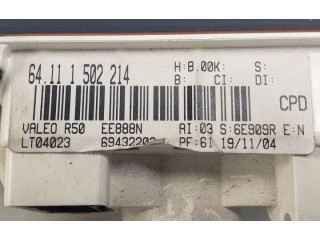 64.11 1 502 214
H:B.00K: S:
B: CI: DI:
CPD
VALEO R50 EE888N AI:03 S:6E909R E:N
LT04023 69432202 PF:61 19/11/04